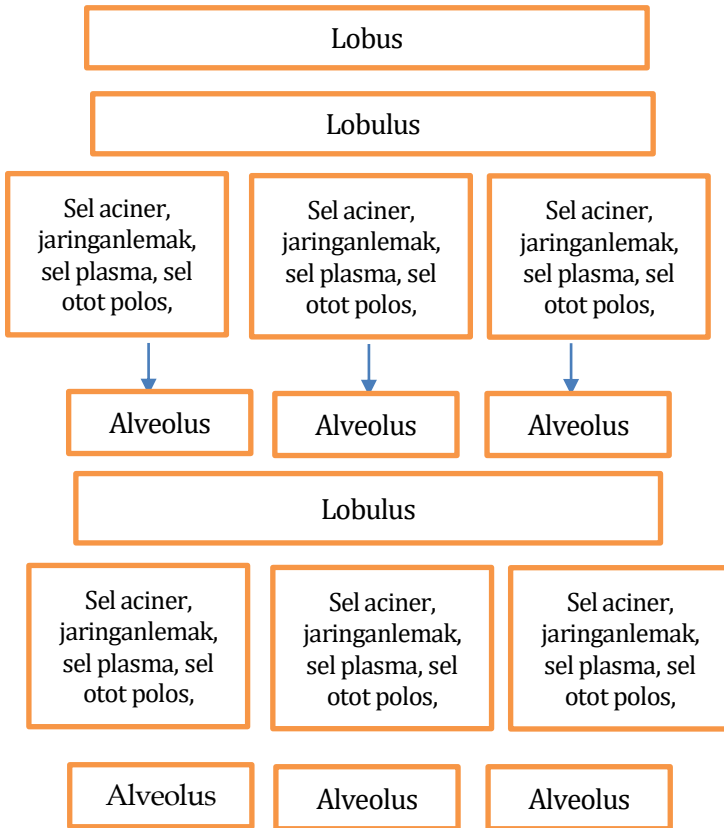 Lobus
Lobulus
Sel aciner,
jaringanlemak,
sel plasma, sel
otot polos,
Sel aciner,
jaringanlemak,
sel plasma, sel
otot polos,
Sel aciner,
jaringanlemak,
sel plasma, sel
otot polos,
Alveolus
Alveolus
Alveolus
Lobulus
Sel aciner,
jaringanlemak,
sel plasma, sel
otot polos,
Sel aciner,
jaringanlemak,
sel plasma, sel
otot polos,
Sel aciner,
jaringanlemak,
sel plasma, sel
otot polos,
Alveolus
Alveolus
Alveolus